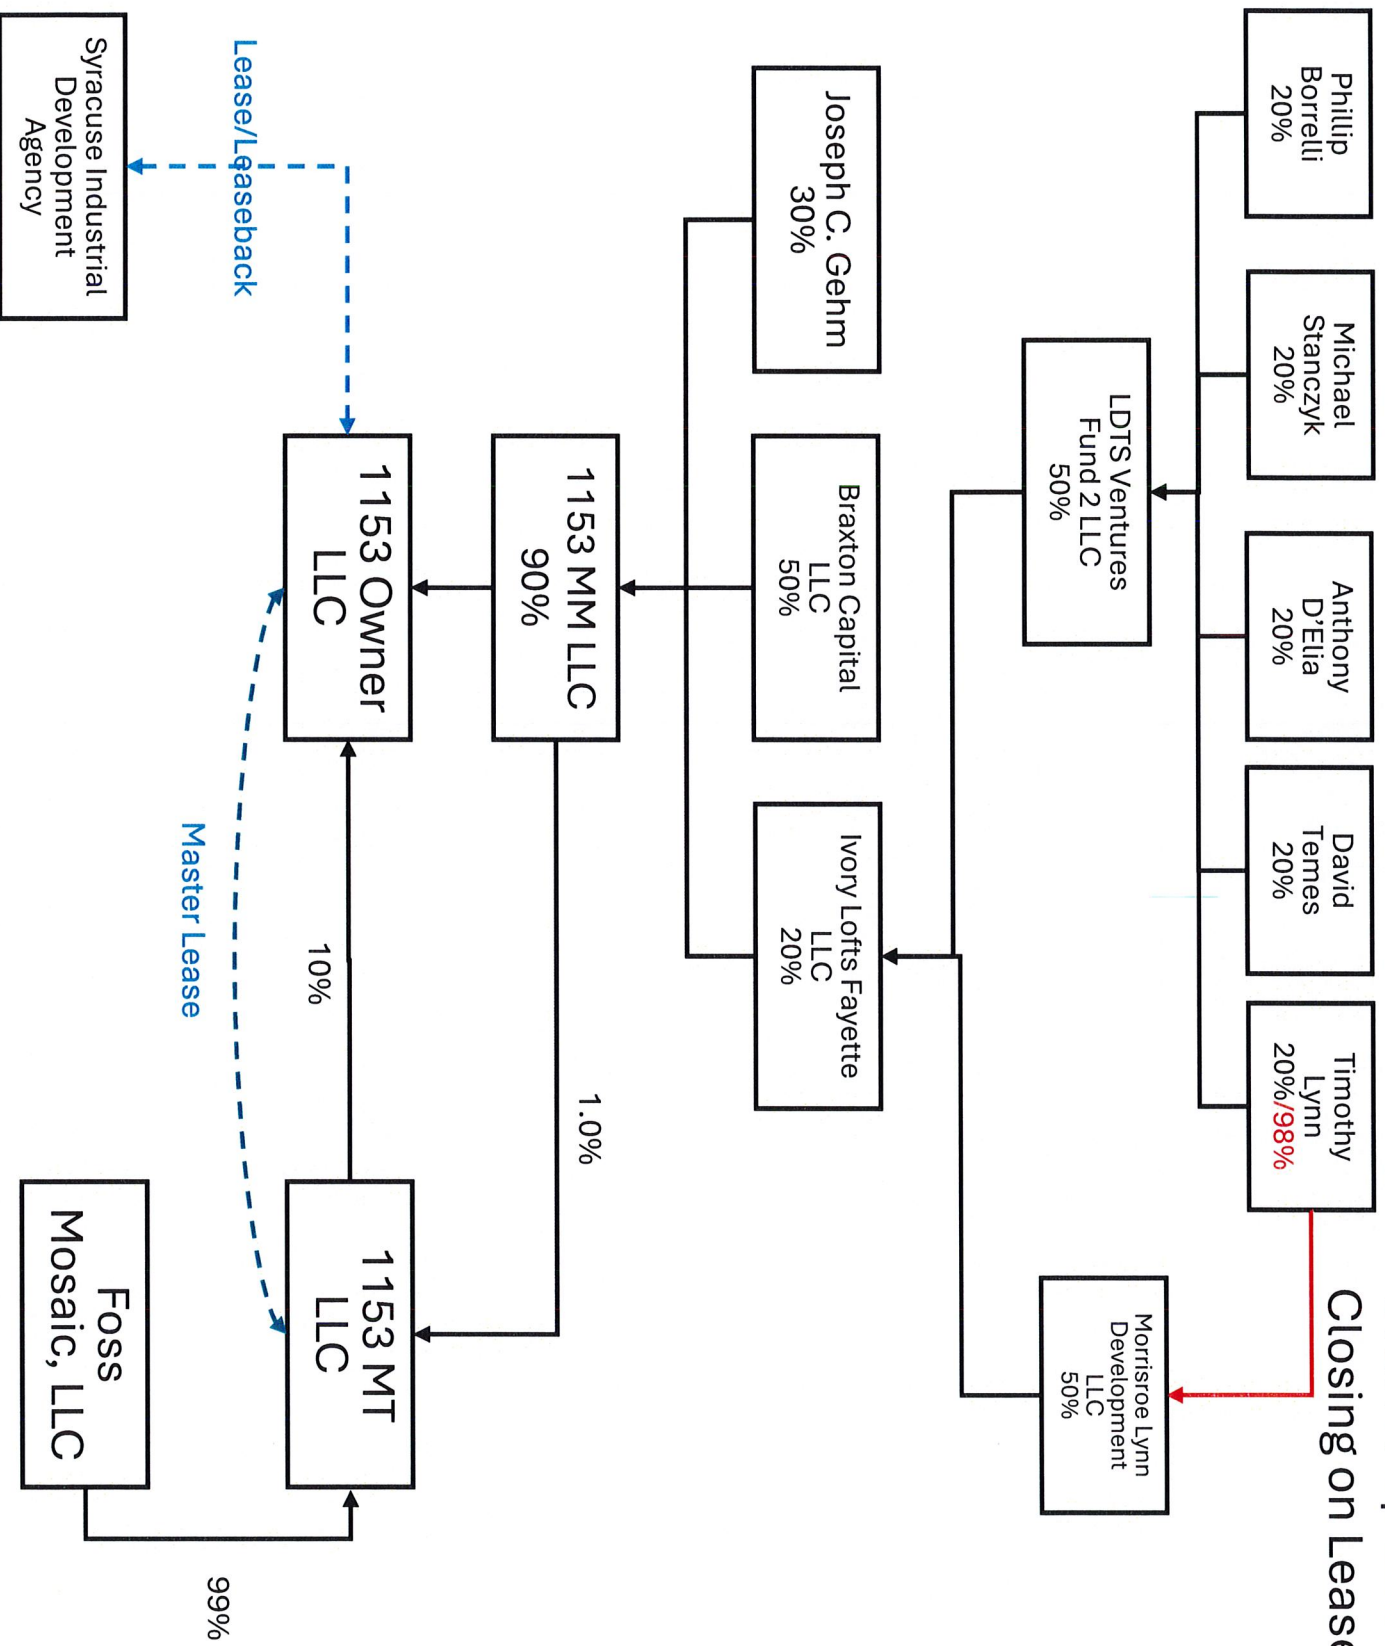 Closing on Lease
Phillip
Borrelli
20%
Michael
Stanczyk
20%
Anthony
D'Elia
20%
David
Temes
20%
Timothy
Lynn
20%/98%
LDTS Ventures
Fund 2 LLC
50%
Morrisroe Lynn
Development
LLC
50%
Joseph C. Gehm
30%
Braxton Capital
LLC
50%
Ivory Lofts Fayette
LLC
20%
1153 MM LLC
90%
1.0%
Lease/Leaseback
1153 Owner
LLC
10%
1153 MT
LLC
Master Lease
99%
Syracuse Industrial
Development
Agency
Foss
Mosaic, LLC